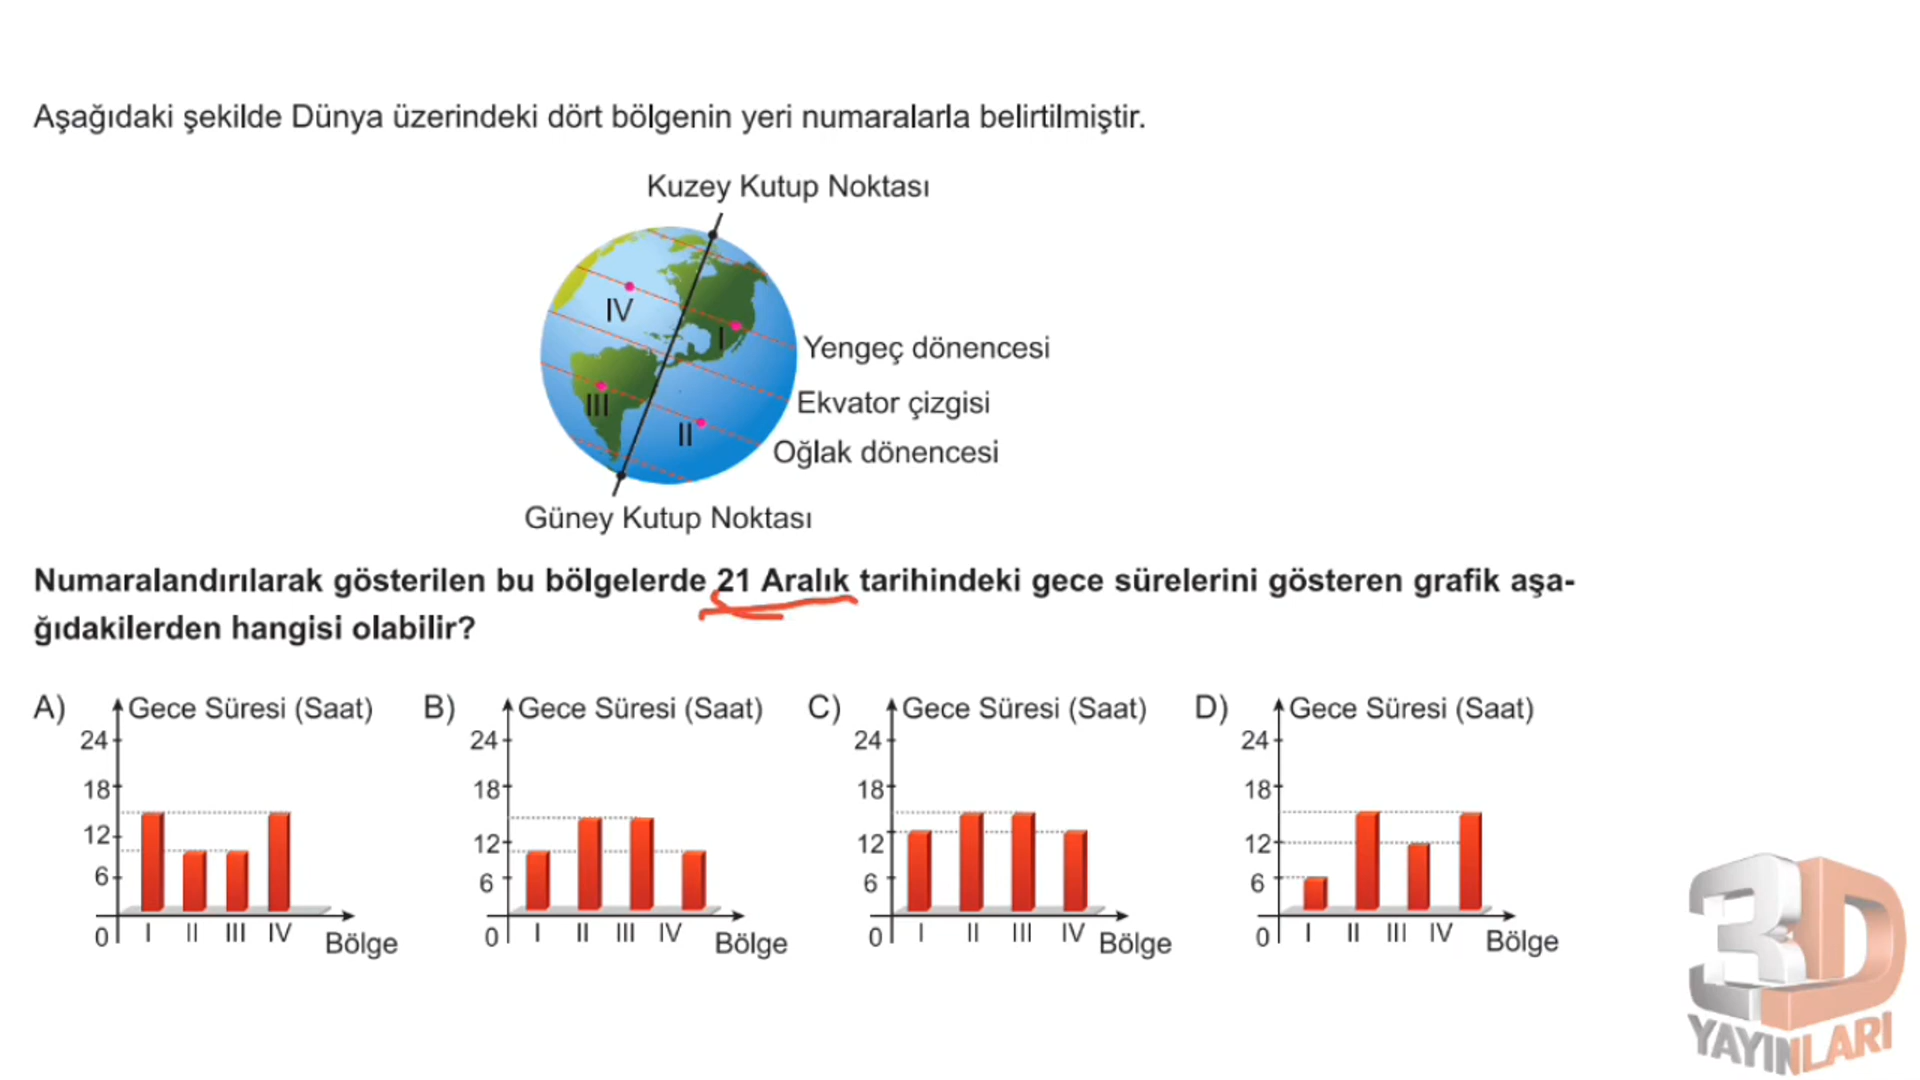 Aşağıdaki şekilde Dünya üzerindeki dört bölgenin yeri numaralarla belirtilmiştir.
Kuzey Kutup Noktası
IV
I
Yengeç dönencesi
III
Ekvator çizgisi
II
Oğlak dönencesi
Güney Kutup Noktası
Numaralandırılarak gösterilen bu bölgelerde 21 Aralık tarihindeki gece sürelerini gösteren grafik aşa-
ğıdakilerden hangisi olabilir?
A)
Gece Süresi (Saat)
24
18
12
6
0
I II III IV
Bölge
B)
Gece Süresi (Saat)
24
18
12
6
0
I II III IV
Bölge
C)
Gece Süresi (Saat)
24
18
12
6
0
I II III IV
Bölge
D)
Gece Süresi (Saat)
24
18
12
6
0
I II III IV
Bölge
3D
YAYINLARI